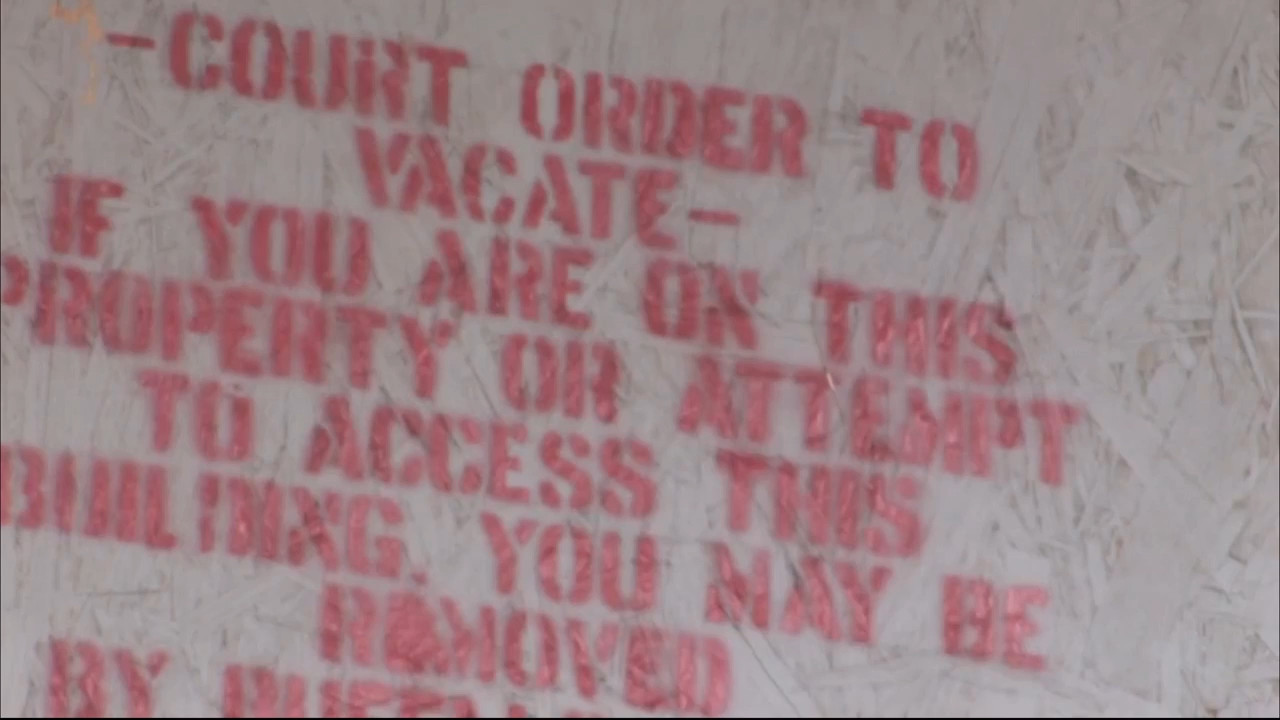 -COURT ORDER TO
VACATE-
IF YOU ARE ON THIS
PROPERTY OR ATTEMPT
TO ACCESS THIS
BUILDING, YOU MAY BE
REMOVED
BY